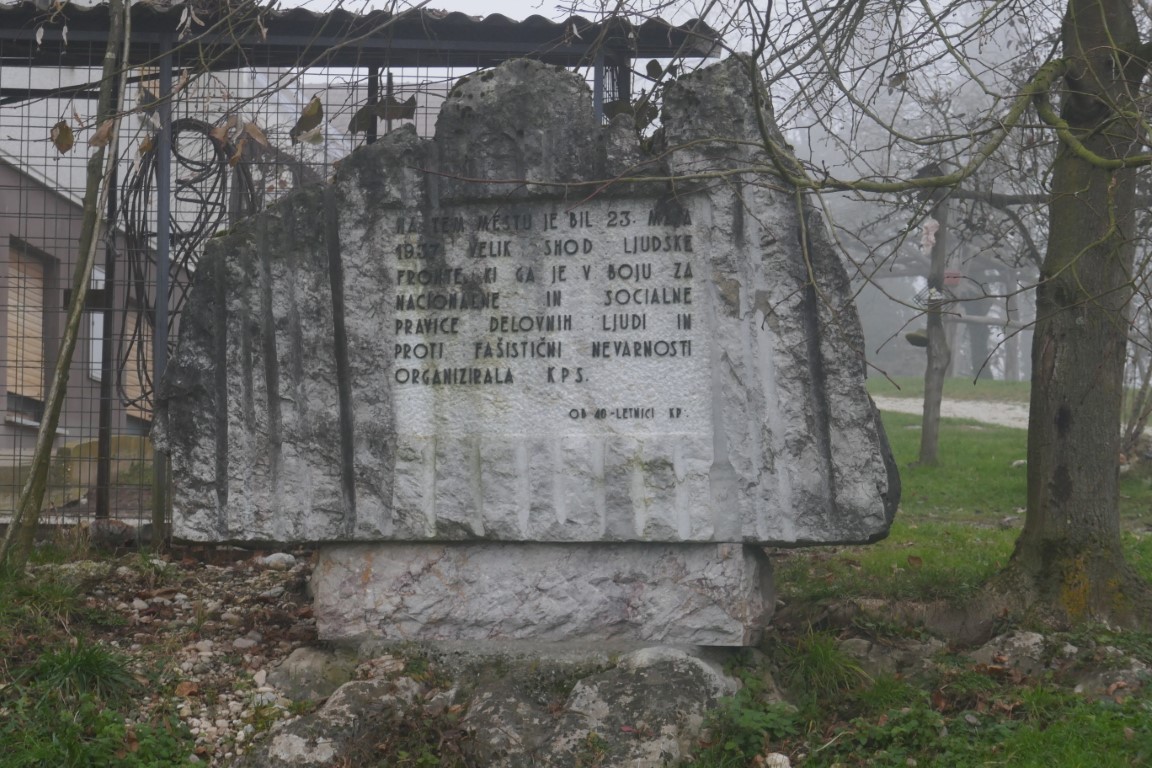 NA TEM MESTU JE BIL 23. MAJA
1937 VELIK SHOD LJUDSKE
FRONTE, KI GA JE V BOJU ZA
NACIONALNE IN SOCIALNE
PRAVICE DELOVNIH LJUDI IN
PROTI FAŠISTIČNI NEVARNOSTI
ORGANIZIRALA KPS.
OB 40-LETNICI KP.